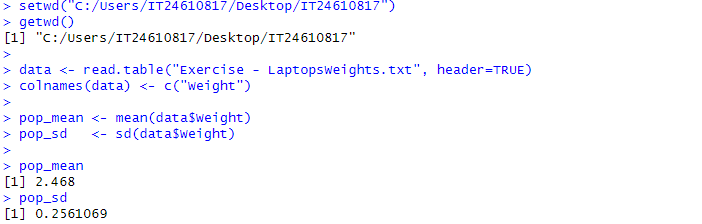 > setwd("C:/Users/IT24610817/Desktop/IT24610817")
> getwd()
[1] "C:/Users/IT24610817/Desktop/IT24610817"
>
> data <- read.table("Exercise - LaptopsWeights.txt", header=TRUE)
> colnames(data) <- c("Weight")
>
> pop_mean <- mean(data$Weight)
> pop_sd   <- sd(data$Weight)
>
> pop_mean
[1] 2.468
> pop_sd
[1] 0.2561069